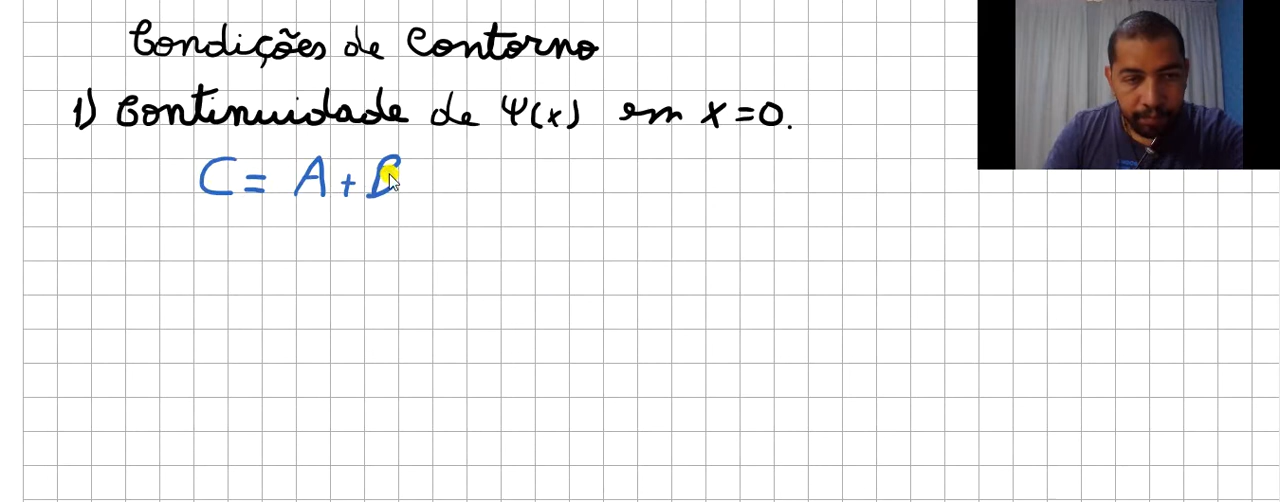 Condições de Contorno
1) Continuidade de Ψ(x) em x=0.
C = A + B